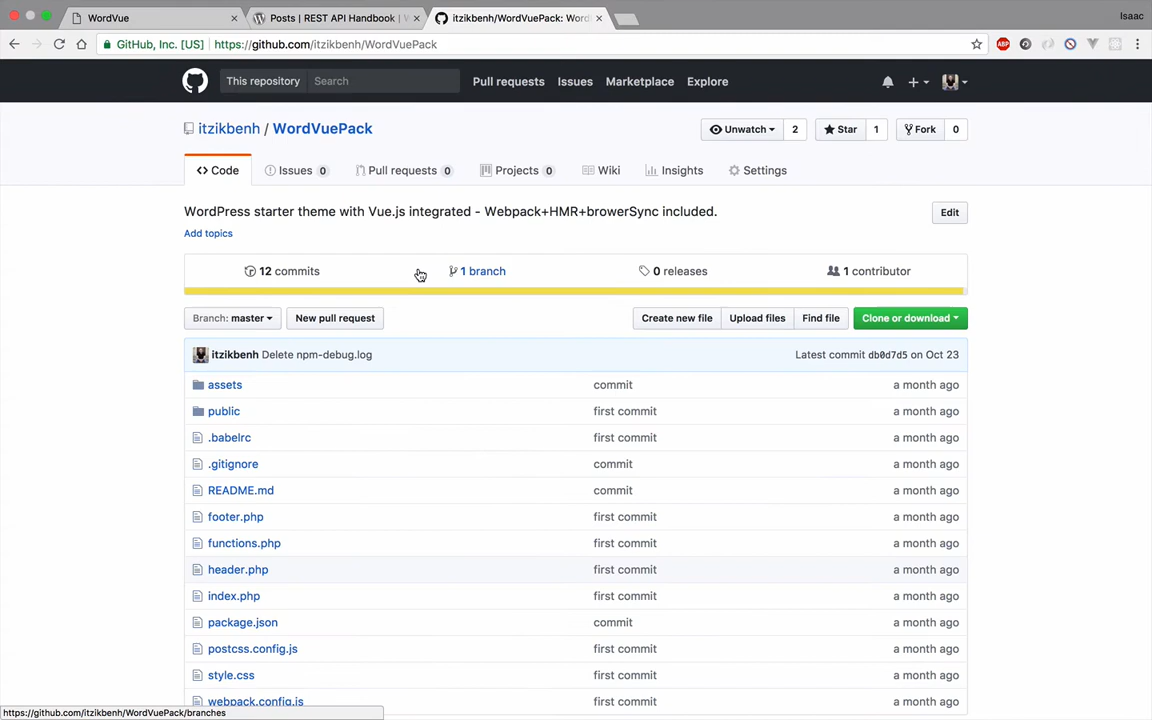 WordVue
Posts | REST API Handbook |
itzikbenh/WordVuePack: Word
Isaac
GitHub, Inc. [US]
https://github.com/itzikbenh/WordVuePack
ABP
This repository
Search
Pull requests
Issues
Marketplace
Explore
itzikbenh / WordVuePack
Unwatch
2
Star
1
Fork
0
Code
Issues 0
Pull requests 0
Projects 0
Wiki
Insights
Settings
WordPress starter theme with Vue.js integrated - Webpack+HMR+browerSync included.
Edit
Add topics
12 commits
1 branch
0 releases
1 contributor
Branch: master
New pull request
Create new file
Upload files
Find file
Clone or download
itzikbenh Delete npm-debug.log
Latest commit db0d7d5 on Oct 23
assets
commit
a month ago
public
first commit
a month ago
.babelrc
first commit
a month ago
.gitignore
commit
a month ago
README.md
commit
a month ago
footer.php
first commit
a month ago
functions.php
first commit
a month ago
header.php
first commit
a month ago
index.php
first commit
a month ago
package.json
commit
a month ago
postcss.config.js
first commit
a month ago
style.css
first commit
a month ago
webpack.config.js
first commit
a month ago
https://github.com/itzikbenh/WordVuePack/branches